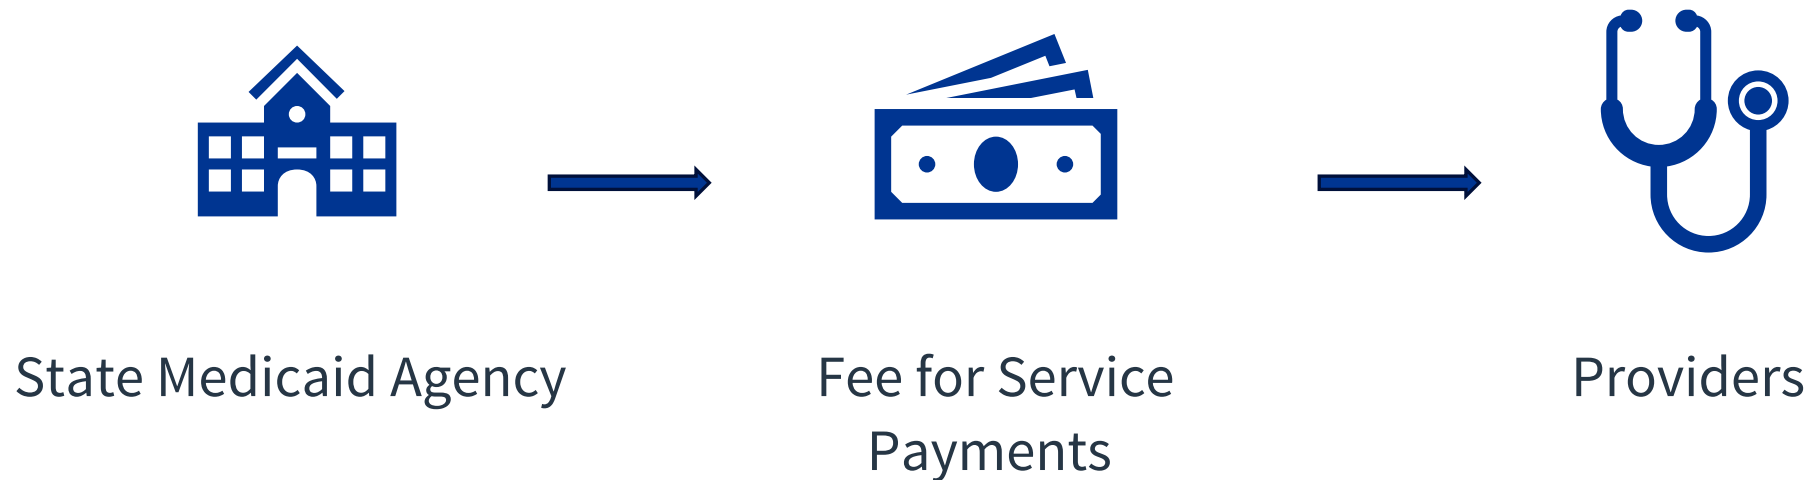 State Medicaid Agency
Fee for Service
Payments
Providers